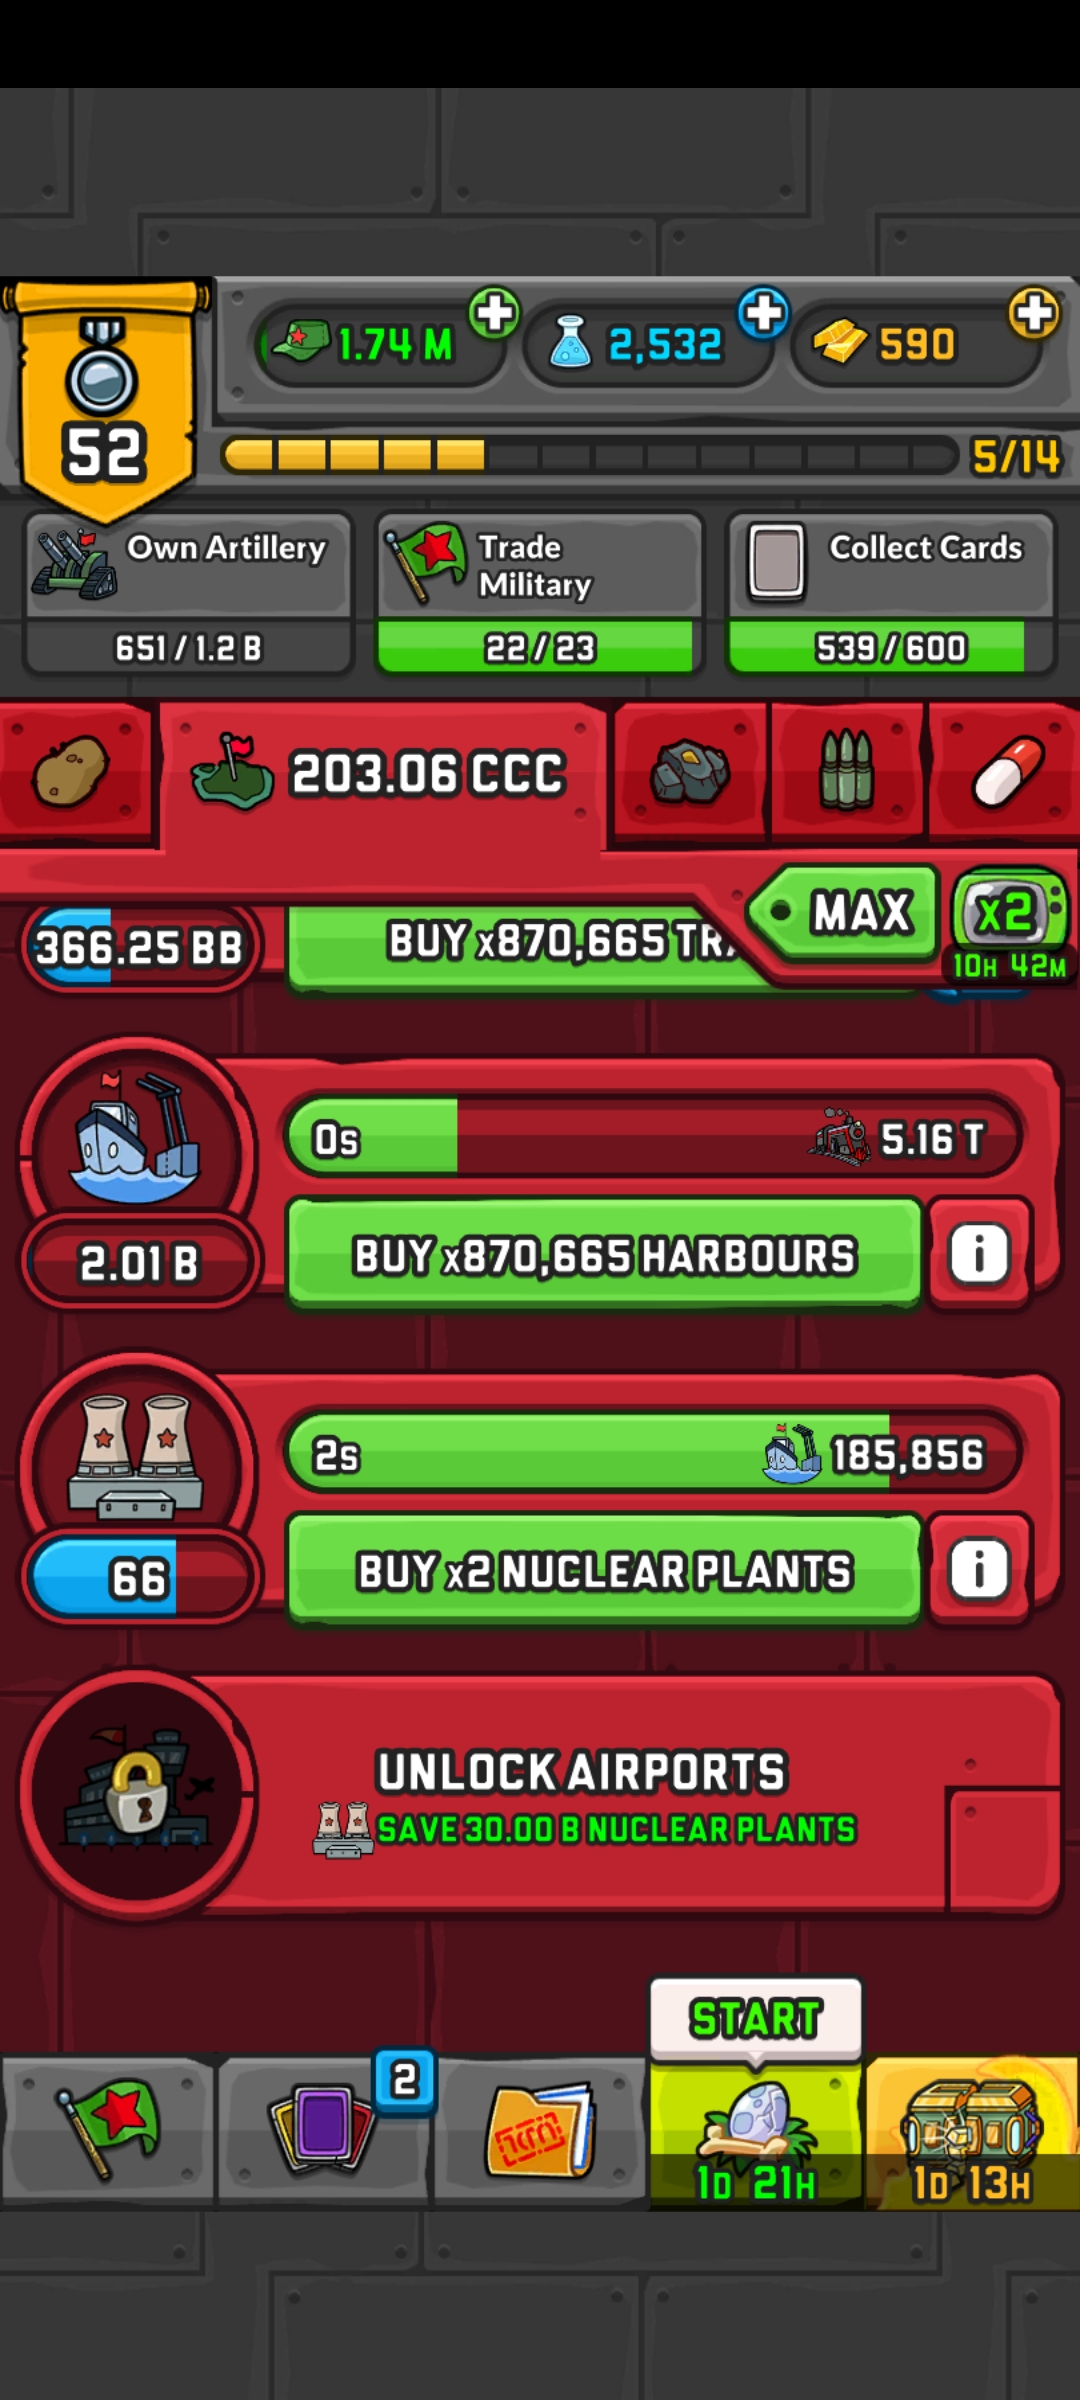 1.74 M
2,532
590
52
5/14
Own Artillery
651 / 1.2 B
Trade
Military
22 / 23
Collect Cards
539 / 600
203.06 CCC
MAX
x2
10H 42M
366.25 BB
BUY x870,665
0s
5.16 T
2.01 B
BUY x870,665 HARBOURS
i
2s
185,856
66
BUY x2 NUCLEAR PLANTS
i
UNLOCK AIRPORTS
SAVE 30.00 B NUCLEAR PLANTS
START
2
1D 21H
1D 13H